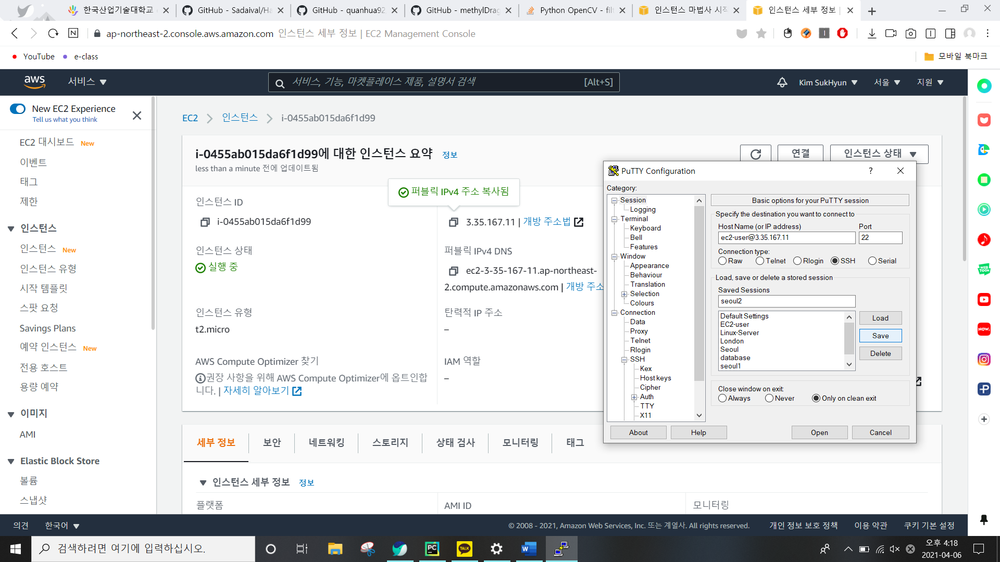 한국산업기술대학교
GitHub - Sadaival/Ha
GitHub - quanhua92
GitHub - methylDrag
Python OpenCV - filt
인스턴스 마법사 시작
인스턴스 세부 정보 |
ap-northeast-2.console.aws.amazon.com 인스턴스 세부 정보 | EC2 Management Console
YouTube
e-class
모바일 북마크
aws
서비스
서비스, 기능, 마켓플레이스 제품, 설명서 검색
[Alt+S]
Kim SukHyun
서울
지원
New EC2 Experience
Tell us what you think
EC2 대시보드 New
이벤트
태그
제한
인스턴스
인스턴스 New
인스턴스 유형
시작 템플릿
스팟 요청
Savings Plans
예약 인스턴스 New
전용 호스트
용량 예약
이미지
AMI
Elastic Block Store
볼륨
스냅샷
EC2
인스턴스
i-0455ab015da6f1d99
i-0455ab015da6f1d99에 대한 인스턴스 요약 정보
less than a minute 전에 업데이트됨
연결
인스턴스 상태
퍼블릭 IPv4 주소 복사됨
인스턴스 ID
i-0455ab015da6f1d99
3.35.167.11 | 개방 주소법
인스턴스 상태
실행 중
퍼블릭 IPv4 DNS
ec2-3-35-167-11.ap-northeast-
2.compute.amazonaws.com | 개방 주소
인스턴스 유형
t2.micro
탄력적 IP 주소
–
AWS Compute Optimizer 찾기
권장 사항을 위해 AWS Compute Optimizer에 옵트인합
니다. | 자세히 알아보기
IAM 역할
–
세부 정보
보안
네트워킹
스토리지
상태 검사
모니터링
태그
인스턴스 세부 정보 정보
플랫폼
AMI ID
모니터링
PuTTY Configuration
?
Category:
Session
Logging
Terminal
Keyboard
Bell
Features
Window
Appearance
Behaviour
Translation
Selection
Colours
Connection
Data
Proxy
Telnet
Rlogin
SSH
Kex
Host keys
Cipher
Auth
TTY
X11
Basic options for your PuTTY session
Specify the destination you want to connect to
Host Name (or IP address)
Port
ec2-user@3.35.167.11
22
Connection type:
Raw
Telnet
Rlogin
SSH
Serial
Load, save or delete a stored session
Saved Sessions
seoul2
Default Settings
EC2-user
Linux-Server
London
Seoul
database
seoul1
Load
Save
Delete
Close window on exit:
Always
Never
Only on clean exit
About
Help
Open
Cancel
WEB
TOON
NOW.
의견
한국어
© 2008 - 2021, Amazon Web Services, Inc. 또는 계열사. All rights reserved.
개인 정보 보호 정책
이용 약관
쿠키 기본 설정
검색하려면 여기에 입력하십시오.
PC
TALK
W
오후 4:18
2021-04-06